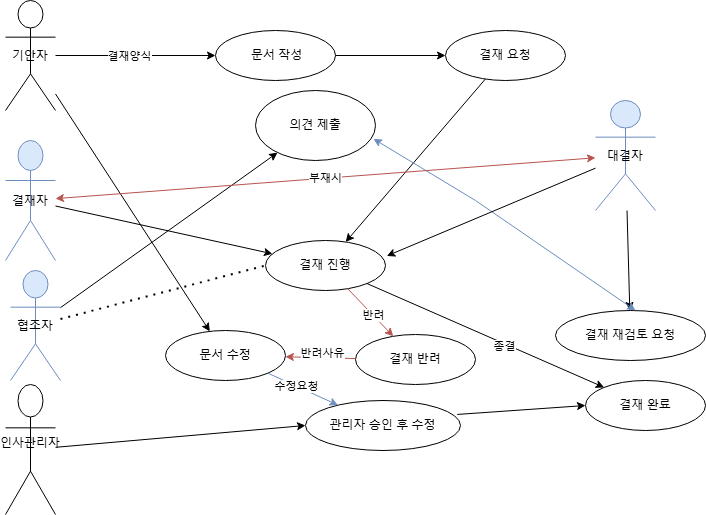 기안자
결재양식
문서 작성
결재 요청
의견 제출
대결자
부재시
결재자
결재 진행
협조자
반려
결재 재검토 요청
종결
문서 수정
반려사유
결재 반려
수정요청
결재 완료
관리자 승인 후 수정
인사관리자